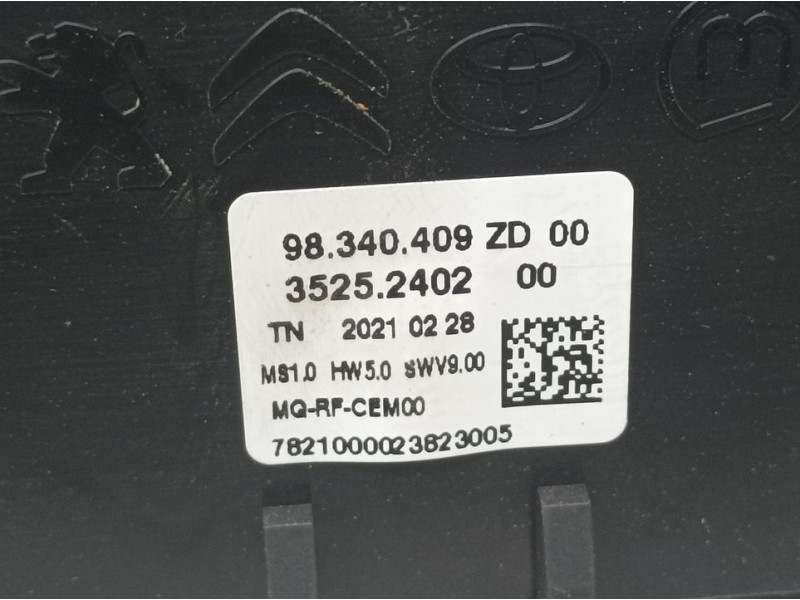 98.340.409 ZD 00
3525.2402 00
TN 2021 02 28
MS1.0 HW5.0 SWV9.00
MQ-RF-CEM00
7821000023823005